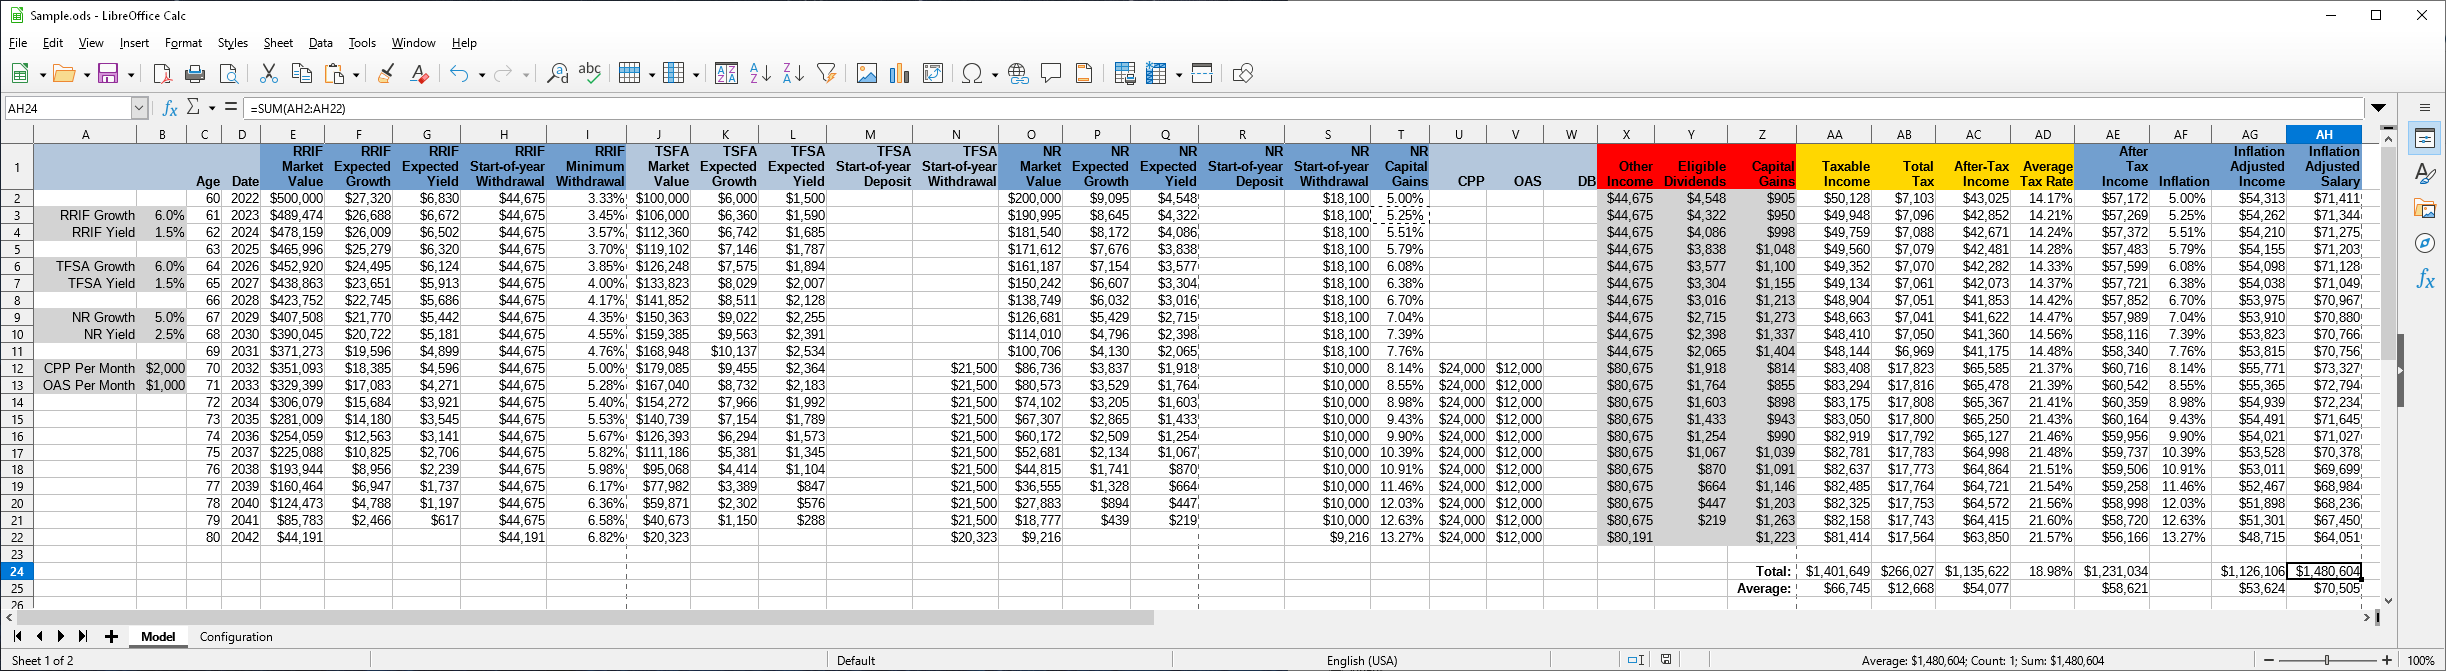 Sample.ods - LibreOffice Calc
File Edit View Insert Format Styles Sheet Data Tools Window Help
AH24 fx Σ = =SUM(AH2:AH22)
A B C D E F G H I J K L M N O P Q R S T U V W X Y Z AA AB AC AD AE AF AG AH
1 Age Date RRIF Market Value RRIF Expected Growth RRIF Expected Yield RRIF Start-of-year Withdrawal RRIF Minimum Withdrawal TSFA Market Value TSFA Expected Growth TFSA Expected Yield TFSA Start-of-year Deposit TFSA Start-of-year Withdrawal NR Market Value NR Expected Growth NR Expected Yield NR Start-of-year Deposit NR Start-of-year Withdrawal NR Capital Gains CPP OAS DB Other Income Eligible Dividends Capital Gains Taxable Income Total Tax After-Tax Income Average Tax Rate After Tax Income Inflation Inflation Adjusted Income Inflation Adjusted Salary
2 60 2022 $500,000 $27,320 $6,830 $44,675 3.33% $100,000 $6,000 $1,500 $200,000 $9,095 $4,548 $18,100 5.00% $44,675 $4,548 $905 $50,128 $7,103 $43,025 14.17% $57,172 5.00% $54,313 $71,411
3 RRIF Growth 6.0% 61 2023 $489,474 $26,688 $6,672 $44,675 3.45% $106,000 $6,360 $1,590 $190,995 $8,645 $4,322 $18,100 5.25% $44,675 $4,322 $950 $49,948 $7,096 $42,852 14.21% $57,269 5.25% $54,262 $71,344
4 RRIF Yield 1.5% 62 2024 $478,159 $26,009 $6,502 $44,675 3.57% $112,360 $6,742 $1,685 $181,540 $8,172 $4,086 $18,100 5.51% $44,675 $4,086 $998 $49,759 $7,088 $42,671 14.24% $57,372 5.51% $54,210 $71,275
5 63 2025 $465,996 $25,279 $6,320 $44,675 3.70% $119,102 $7,146 $1,787 $171,612 $7,676 $3,838 $18,100 5.79% $44,675 $3,838 $1,048 $49,560 $7,079 $42,481 14.28% $57,483 5.79% $54,155 $71,203
6 TFSA Growth 6.0% 64 2026 $452,920 $24,495 $6,124 $44,675 3.85% $126,248 $7,575 $1,894 $161,187 $7,154 $3,577 $18,100 6.08% $44,675 $3,577 $1,100 $49,352 $7,070 $42,282 14.33% $57,599 6.08% $54,098 $71,128
7 TFSA Yield 1.5% 65 2027 $438,863 $23,651 $5,913 $44,675 4.00% $133,823 $8,029 $2,007 $150,242 $6,607 $3,304 $18,100 6.38% $44,675 $3,304 $1,155 $49,134 $7,061 $42,073 14.37% $57,721 6.38% $54,038 $71,049
8 66 2028 $423,752 $22,745 $5,686 $44,675 4.17% $141,852 $8,511 $2,128 $138,749 $6,032 $3,016 $18,100 6.70% $44,675 $3,016 $1,213 $48,904 $7,051 $41,853 14.42% $57,852 6.70% $53,975 $70,967
9 NR Growth 5.0% 67 2029 $407,508 $21,770 $5,442 $44,675 4.35% $150,363 $9,022 $2,255 $126,681 $5,429 $2,715 $18,100 7.04% $44,675 $2,715 $1,273 $48,663 $7,041 $41,622 14.47% $57,989 7.04% $53,910 $70,880
10 NR Yield 2.5% 68 2030 $390,045 $20,722 $5,181 $44,675 4.55% $159,385 $9,563 $2,391 $114,010 $4,796 $2,398 $18,100 7.39% $44,675 $2,398 $1,337 $48,410 $7,050 $41,360 14.56% $58,116 7.39% $53,823 $70,766
11 69 2031 $371,273 $19,596 $4,899 $44,675 4.76% $168,948 $10,137 $2,534 $100,706 $4,130 $2,065 $18,100 7.76% $44,675 $2,065 $1,404 $48,144 $6,969 $41,175 14.48% $58,340 7.76% $53,815 $70,756
12 CPP Per Month $2,000 70 2032 $351,093 $18,385 $4,596 $44,675 5.00% $179,085 $9,455 $2,364 $21,500 $86,736 $3,837 $1,918 $10,000 8.14% $24,000 $12,000 $80,675 $1,918 $814 $83,408 $17,823 $65,585 21.37% $60,716 8.14% $55,771 $73,327
13 OAS Per Month $1,000 71 2033 $329,399 $17,083 $4,271 $44,675 5.28% $167,040 $8,732 $2,183 $21,500 $80,573 $3,529 $1,764 $10,000 8.55% $24,000 $12,000 $80,675 $1,764 $855 $83,294 $17,816 $65,478 21.39% $60,542 8.55% $55,365 $72,794
14 72 2034 $306,079 $15,684 $3,921 $44,675 5.40% $154,272 $7,966 $1,992 $21,500 $74,102 $3,205 $1,603 $10,000 8.98% $24,000 $12,000 $80,675 $1,603 $898 $83,175 $17,808 $65,367 21.41% $60,359 8.98% $54,939 $72,234
15 73 2035 $281,009 $14,180 $3,545 $44,675 5.53% $140,739 $7,154 $1,789 $21,500 $67,307 $2,865 $1,433 $10,000 9.43% $24,000 $12,000 $80,675 $1,433 $943 $83,050 $17,800 $65,250 21.43% $60,164 9.43% $54,491 $71,645
16 74 2036 $254,059 $12,563 $3,141 $44,675 5.67% $126,393 $6,294 $1,573 $21,500 $60,172 $2,509 $1,254 $10,000 9.90% $24,000 $12,000 $80,675 $1,254 $990 $82,919 $17,792 $65,127 21.46% $59,956 9.90% $54,021 $71,027
17 75 2037 $225,088 $10,825 $2,706 $44,675 5.82% $111,186 $5,381 $1,345 $21,500 $52,681 $2,134 $1,067 $10,000 10.39% $24,000 $12,000 $80,675 $1,067 $1,039 $82,781 $17,783 $64,998 21.48% $59,737 10.39% $53,528 $70,378
18 76 2038 $193,944 $8,956 $2,239 $44,675 5.98% $95,068 $4,414 $1,104 $21,500 $44,815 $1,741 $870 $10,000 10.91% $24,000 $12,000 $80,675 $870 $1,091 $82,637 $17,773 $64,864 21.51% $59,506 10.91% $53,011 $69,699
19 77 2039 $160,464 $6,947 $1,737 $44,675 6.17% $77,982 $3,389 $847 $21,500 $36,555 $1,328 $664 $10,000 11.46% $24,000 $12,000 $80,675 $664 $1,146 $82,485 $17,764 $64,721 21.54% $59,258 11.46% $52,467 $68,984
20 78 2040 $124,473 $4,788 $1,197 $44,675 6.36% $59,871 $2,302 $576 $21,500 $27,883 $894 $447 $10,000 12.03% $24,000 $12,000 $80,675 $447 $1,203 $82,325 $17,753 $64,572 21.56% $58,998 12.03% $51,898 $68,236
21 79 2041 $85,783 $2,466 $617 $44,675 6.58% $40,673 $1,150 $288 $21,500 $18,777 $439 $219 $10,000 12.63% $24,000 $12,000 $80,675 $219 $1,263 $82,158 $17,743 $64,415 21.60% $58,720 12.63% $51,301 $67,450
22 80 2042 $44,191 $44,191 6.82% $20,323 $20,323 $9,216 $9,216 13.27% $24,000 $12,000 $80,191 $1,223 $81,414 $17,564 $63,850 21.57% $56,166 13.27% $48,715 $64,051
23
24 Total: $1,401,649 $266,027 $1,135,622 18.98% $1,231,034 $1,126,106 $1,480,604
25 Average: $66,745 $12,668 $54,077 $58,621 $53,624 $70,505
26
Model Configuration
Sheet 1 of 2 Default English (USA) Average: $1,480,604; Count: 1; Sum: $1,480,604 100%